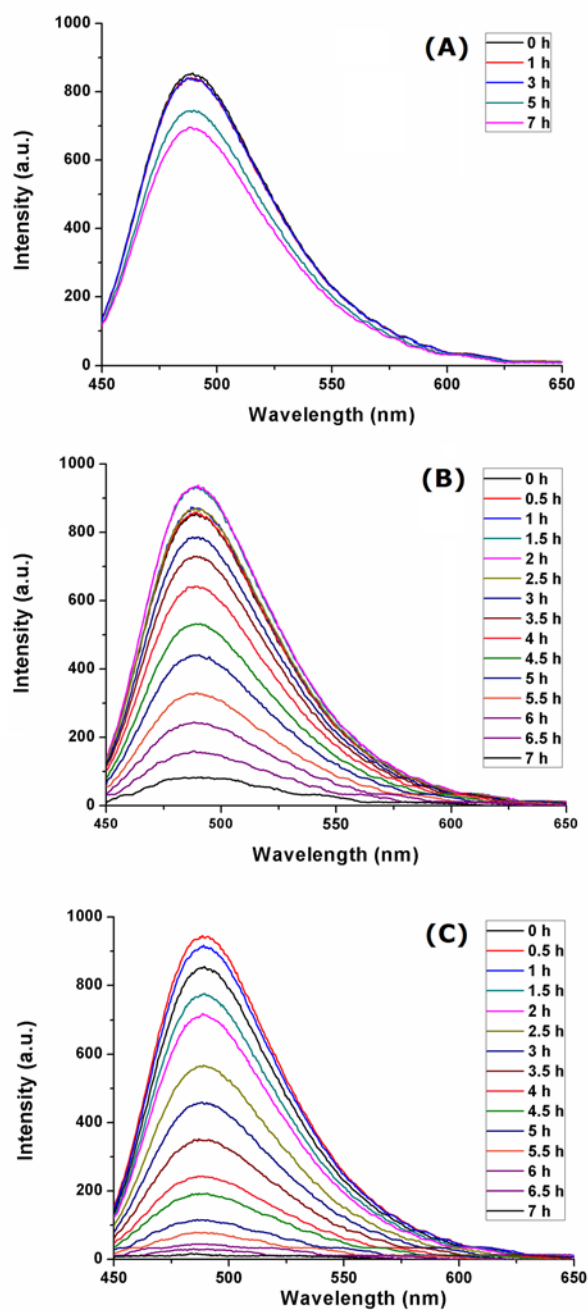 (A)
0 h
1 h
3 h
5 h
7 h
1000
800
600
400
200
0
Intensity (a.u.)
450 500 550 600 650
Wavelength (nm)
(B)
0 h
0.5 h
1 h
1.5 h
2 h
2.5 h
3 h
3.5 h
4 h
4.5 h
5 h
5.5 h
6 h
6.5 h
7 h
1000
800
600
400
200
0
Intensity (a.u.)
450 500 550 600 650
Wavelength (nm)
(C)
0 h
0.5 h
1 h
1.5 h
2 h
2.5 h
3 h
3.5 h
4 h
4.5 h
5 h
5.5 h
6 h
6.5 h
7 h
1000
800
600
400
200
0
Intensity (a.u.)
450 500 550 600 650
Wavelength (nm)